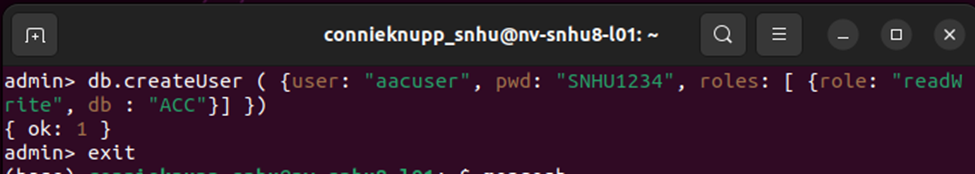 connieknupp_snhu@nv-snhu8-l01: ~
admin> db.createUser ( {user: "aacuser", pwd: "SNHU1234", roles: [ {role: "readW
rite", db : "ACC"}] })
{ ok: 1 }
admin> exit